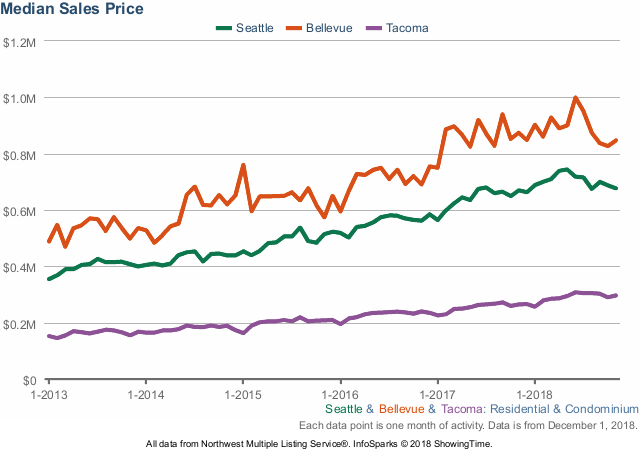 Median Sales Price
Seattle Bellevue Tacoma
$1.2M
$1.0M
$0.8M
$0.6M
$0.4M
$0.2M
$0
1-2013 1-2014 1-2015 1-2016 1-2017 1-2018
Seattle & Bellevue & Tacoma: Residential & Condominium
Each data point is one month of activity. Data is from December 1, 2018.
All data from Northwest Multiple Listing Service®. InfoSparks © 2018 ShowingTime.